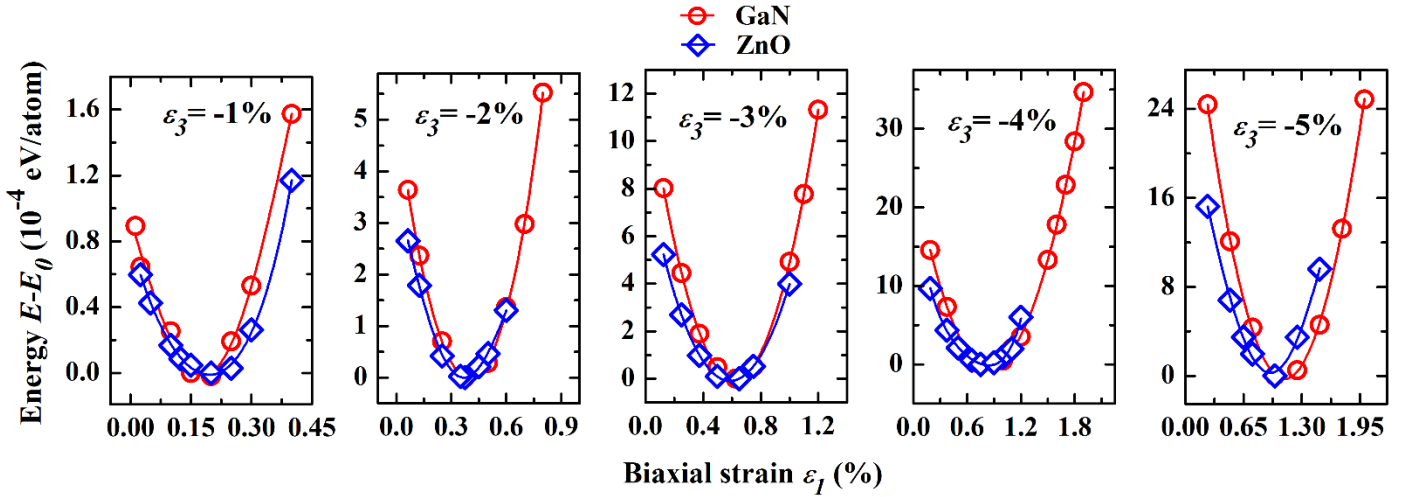 GaN
ZnO
Energy E-E₀ (10⁻⁴ eV/atom)
ε₃= -1%
1.6
1.2
0.8
0.4
0.0
0.00 0.15 0.30 0.45
ε₃= -2%
5
4
3
2
1
0
0.0 0.3 0.6 0.9
ε₃= -3%
12
10
8
6
4
2
0
0.0 0.4 0.8 1.2
ε₃= -4%
30
20
10
0
0.0 0.6 1.2 1.8
ε₃= -5%
24
16
8
0
0.00 0.65 1.30 1.95
Biaxial strain ε₁ (%)